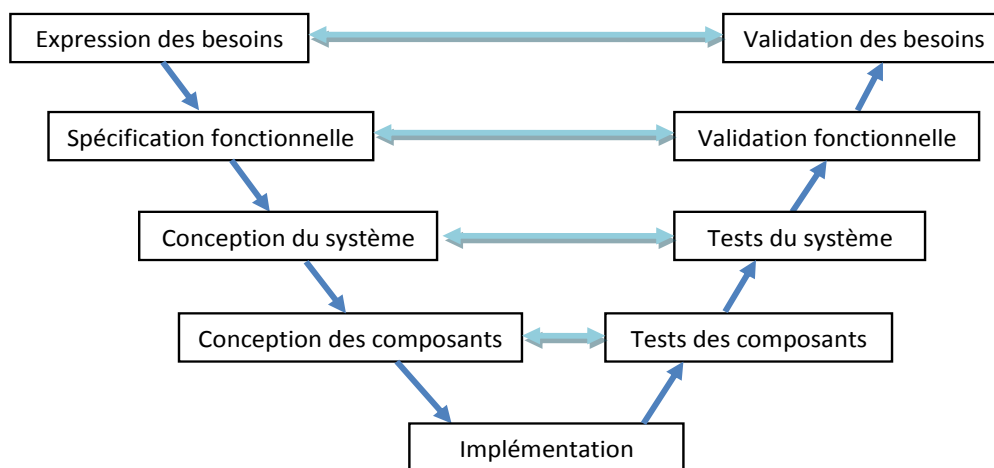 Expression des besoins
Validation des besoins
Spécification fonctionnelle
Validation fonctionnelle
Conception du système
Tests du système
Conception des composants
Tests des composants
Implémentation